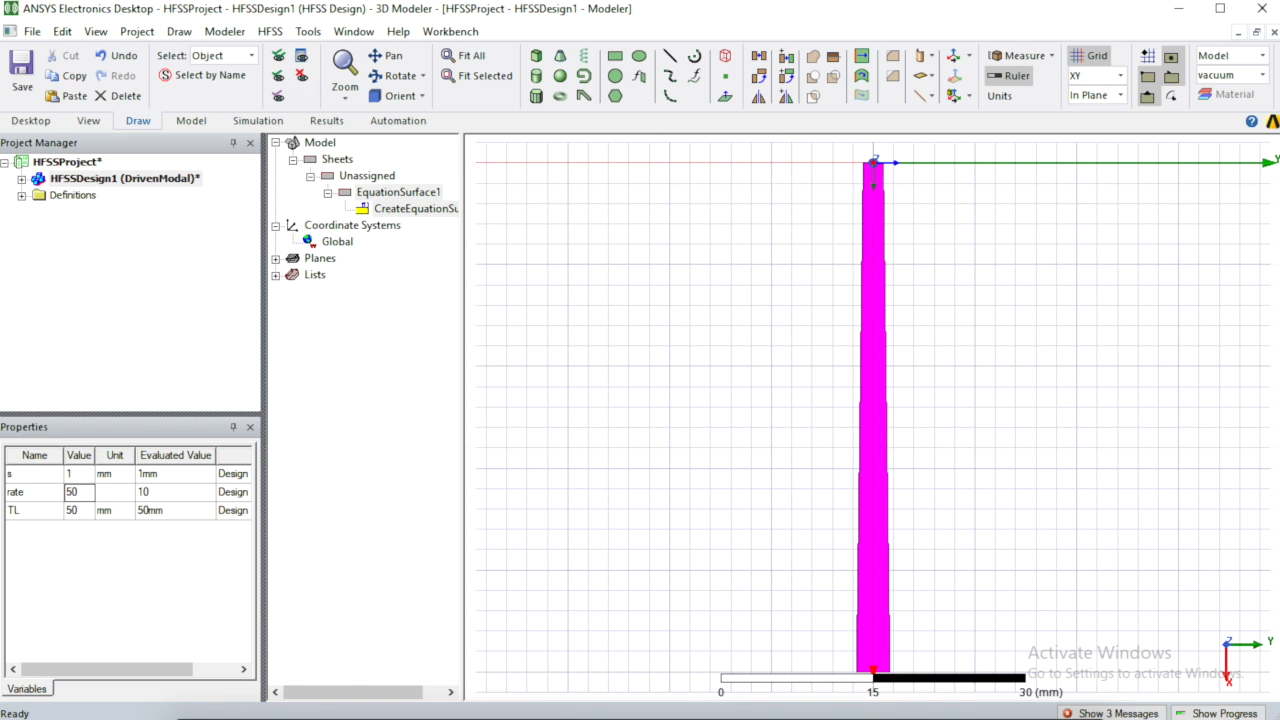 ANSYS Electronics Desktop - HFSSProject - HFSSDesign1 (HFSS Design) - 3D Modeler - [HFSSProject - HFSSDesign1 - Modeler]
File Edit View Project Draw Modeler HFSS Tools Window Help Workbench
Save
Cut
Copy
Paste
Undo
Redo
Delete
Select: Object
Select by Name
Zoom
Pan
Rotate
Orient
Fit All
Fit Selected
Measure
Ruler
Units
Grid
XY
In Plane
Model
vacuum
Material
Desktop View Draw Model Simulation Results Automation
Project Manager
HFSSProject*
HFSSDesign1 (DrivenModal)*
Definitions
Model
Sheets
Unassigned
EquationSurface1
CreateEquationSu
Coordinate Systems
Global
Planes
Lists
Properties
Name Value Unit Evaluated Value
s 1 mm 1mm Design
rate 50 10 Design
TL 50 mm 50mm Design
Variables
Z
Y
Z
Y
X
0 15 30 (mm)
Activate Windows
Go to Settings to activate Windows.
Ready
Show 3 Messages
Show Progress